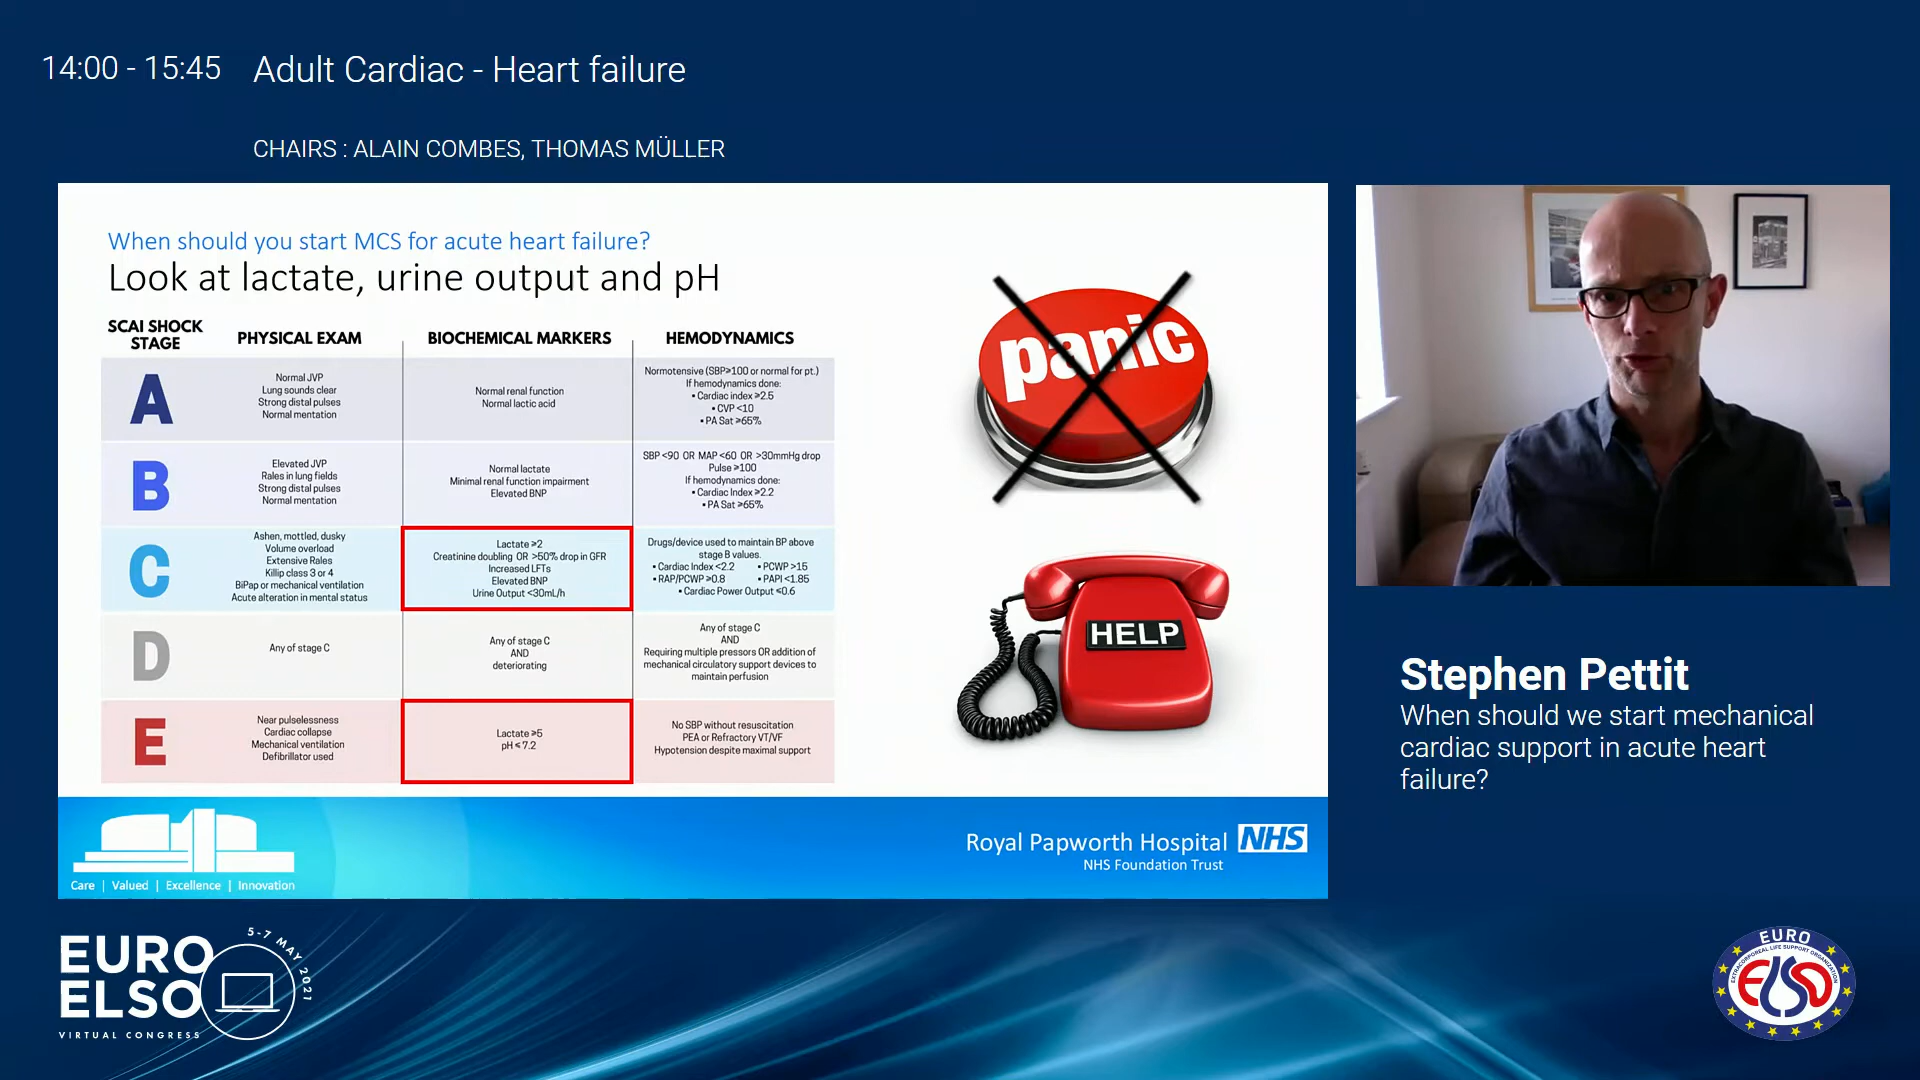 14:00 - 15:45 Adult Cardiac - Heart failure
CHAIRS : ALAIN COMBES, THOMAS MÜLLER
When should you start MCS for acute heart failure?
Look at lactate, urine output and pH
SCAI SHOCK STAGE
PHYSICAL EXAM
BIOCHEMICAL MARKERS
HEMODYNAMICS
A
Normal JVP
Lung sounds clear
Strong distal pulses
Normal mentation
Normal renal function
Normal lactic acid
Normotensive (SBP≥100 or normal for pt.)
If hemodynamics done:
• Cardiac index ≥2.5
• CVP <10
• PA Sat ≥65%
B
Elevated JVP
Rales in lung fields
Strong distal pulses
Normal mentation
Normal lactate
Minimal renal function impairment
Elevated BNP
SBP <90 OR MAP <60 OR >30mmHg drop
Pulse ≥100
If hemodynamics done:
• Cardiac Index ≥2.2
• PA Sat ≥65%
C
Ashen, mottled, dusky
Volume overload
Extensive Rales
Killip class 3 or 4
BiPap or mechanical ventilation
Acute alteration in mental status
Lactate ≥2
Creatinine doubling OR >50% drop in GFR
Increased LFTs
Elevated BNP
Urine Output <30mL/h
Drugs/device used to maintain BP above
stage B values.
• Cardiac Index <2.2 • PCWP >15
• RAP/PCWP ≥0.8 • PAPI <1.85
• Cardiac Power Output ≤0.6
D
Any of stage C
Any of stage C
AND
deteriorating
Any of stage C
AND
Requiring multiple pressors OR addition of
mechanical circulatory support devices to
maintain perfusion
E
Near pulselessness
Cardiac collapse
Mechanical ventilation
Defibrillator used
Lactate ≥5
pH ≤ 7.2
No SBP without resuscitation
PEA or Refractory VT/VF
Hypotension despite maximal support
panic
HELP
Care | Valued | Excellence | Innovation
Royal Papworth Hospital NHS
NHS Foundation Trust
Stephen Pettit
When should we start mechanical
cardiac support in acute heart
failure?
EURO
ELSO
VIRTUAL CONGRESS
5-7 MAY 2021
EURO
EXTRACORPOREAL LIFE SUPPORT ORGANIZATION
ELSO